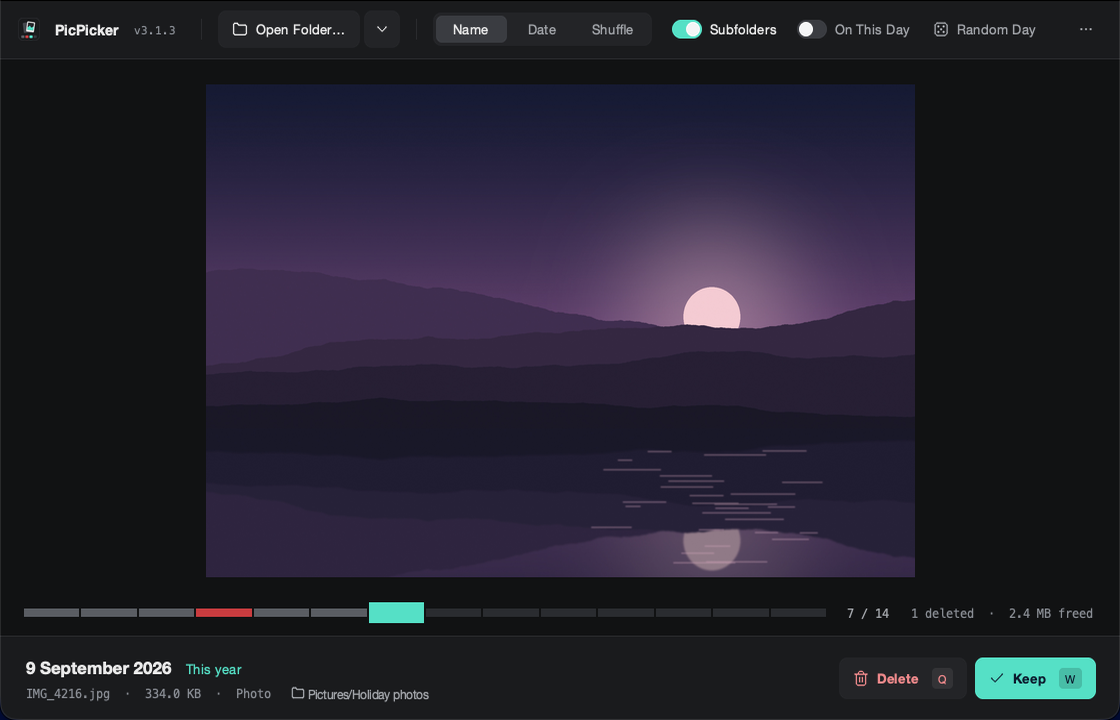 PicPicker v3.1.3 Open Folder... Name Date Shuffle Subfolders On This Day Random Day ...
7 / 14 1 deleted · 2.4 MB freed
9 September 2026 This year
IMG_4216.jpg · 334.0 KB · Photo Pictures/Holiday photos
Delete Q Keep W